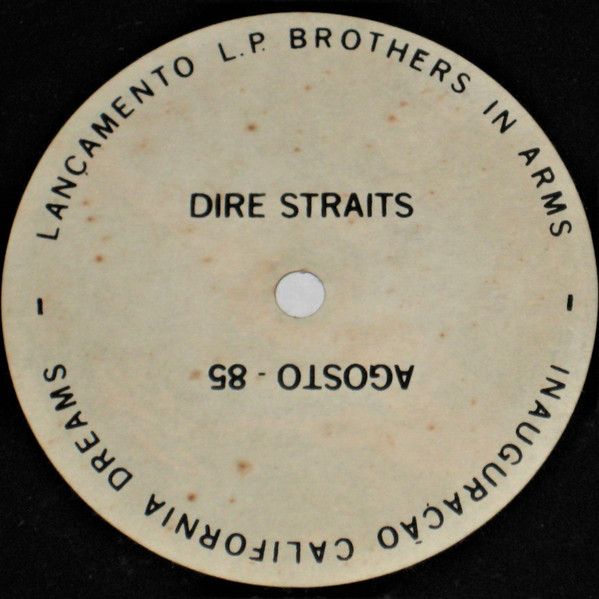 LANÇAMENTO L.P. BROTHERS IN ARMS
DIRE STRAITS
AGOSTO - 85
- INAUGURAÇÃO CALIFORNIA DREAMS -